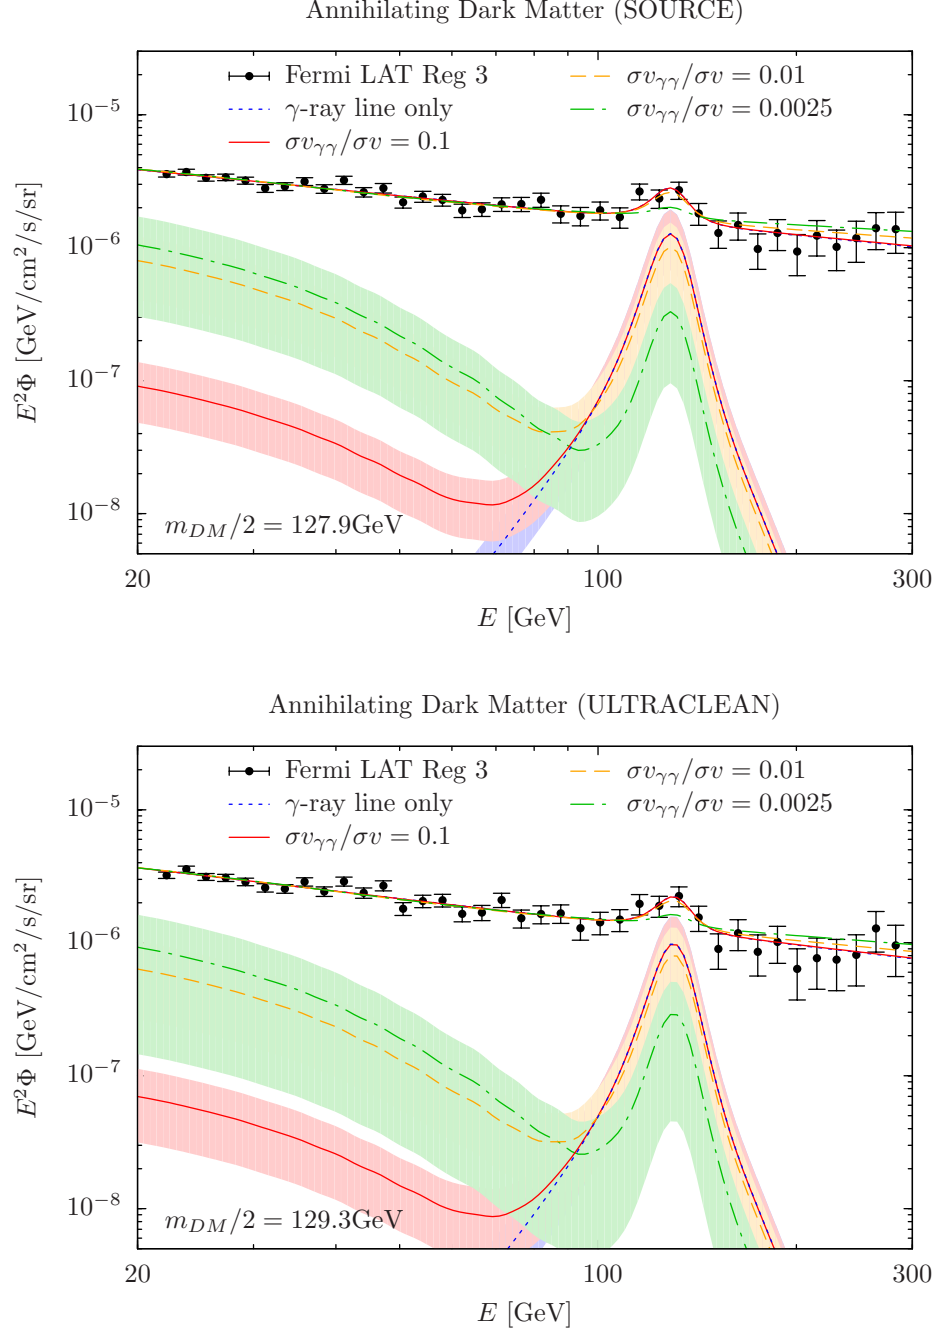 Annihilating Dark Matter (SOURCE)
Fermi LAT Reg 3
γ-ray line only
σvγγ/σv = 0.1
σvγγ/σv = 0.01
σvγγ/σv = 0.0025
10⁻⁵
10⁻⁶
10⁻⁷
10⁻⁸
E²Φ [GeV/cm²/s/sr]
m_DM/2 = 127.9GeV
20
100
300
E [GeV]
Annihilating Dark Matter (ULTRACLEAN)
Fermi LAT Reg 3
γ-ray line only
σvγγ/σv = 0.1
σvγγ/σv = 0.01
σvγγ/σv = 0.0025
10⁻⁵
10⁻⁶
10⁻⁷
10⁻⁸
E²Φ [GeV/cm²/s/sr]
m_DM/2 = 129.3GeV
20
100
300
E [GeV]